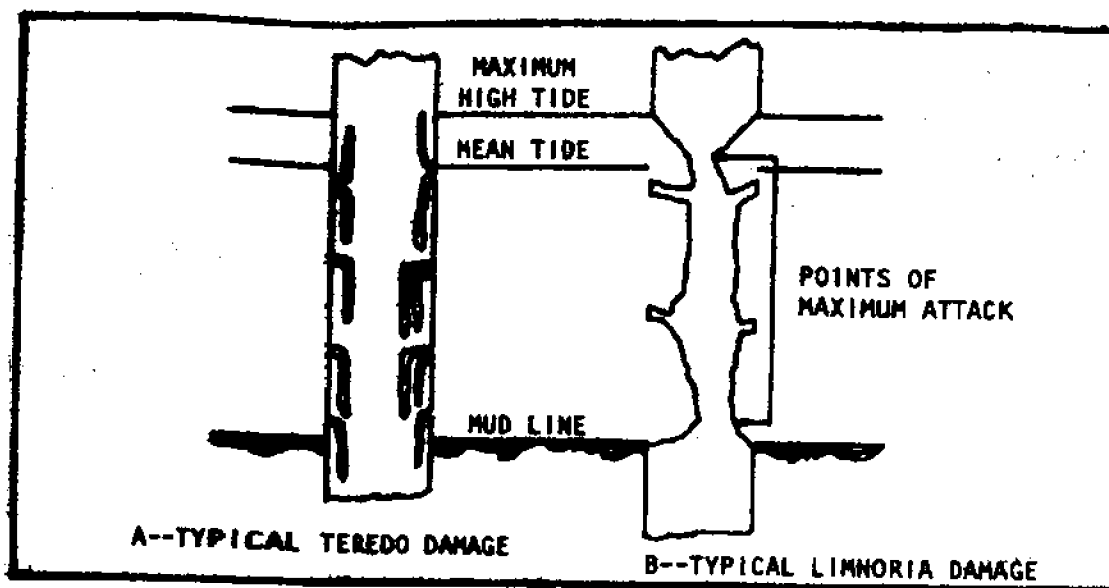 MAXIMUM
HIGH TIDE
MEAN TIDE
POINTS OF
MAXIMUM ATTACK
MUD LINE
A--TYPICAL TEREDO DAMAGE
B--TYPICAL LIMNORIA DAMAGE